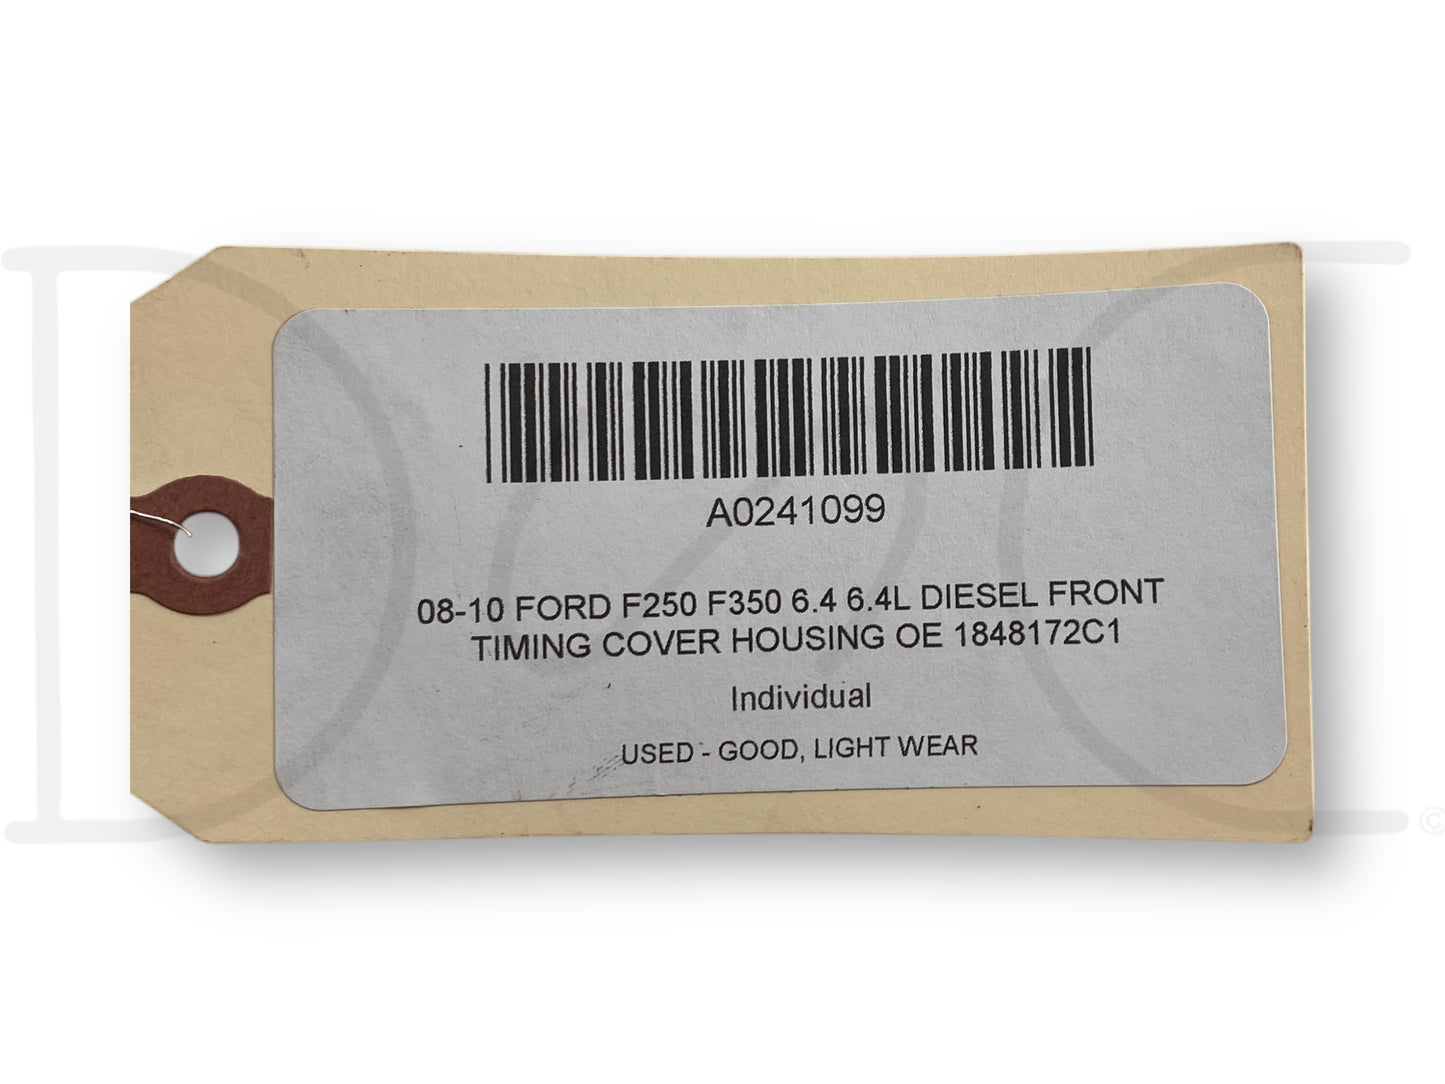 A0241099
08-10 FORD F250 F350 6.4 6.4L DIESEL FRONT
TIMING COVER HOUSING OE 1848172C1
Individual
USED - GOOD, LIGHT WEAR
©